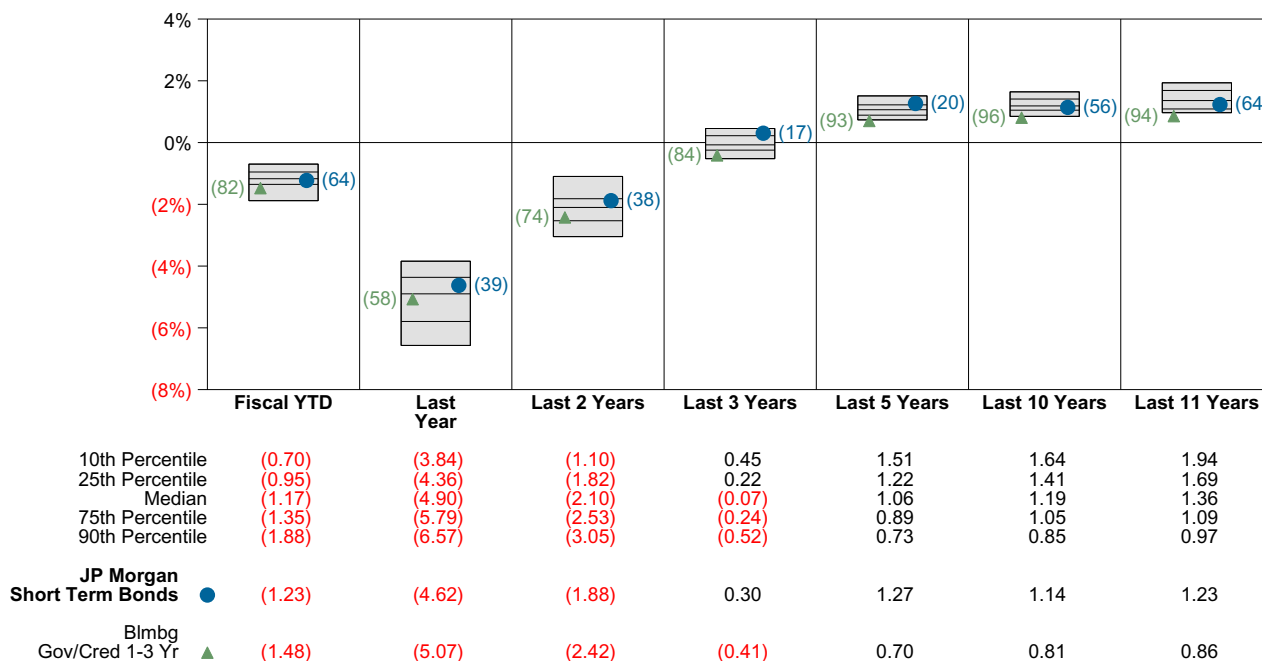 4%
2%
0%
(2%)
(4%)
(6%)
(8%)
(82) (64)
(58) (39)
(74) (38)
(84) (17)
(93) (20)
(96) (56)
(94) (64
Fiscal YTD Last Year Last 2 Years Last 3 Years Last 5 Years Last 10 Years Last 11 Years
10th Percentile (0.70) (3.84) (1.10) 0.45 1.51 1.64 1.94
25th Percentile (0.95) (4.36) (1.82) 0.22 1.22 1.41 1.69
Median (1.17) (4.90) (2.10) (0.07) 1.06 1.19 1.36
75th Percentile (1.35) (5.79) (2.53) (0.24) 0.89 1.05 1.09
90th Percentile (1.88) (6.57) (3.05) (0.52) 0.73 0.85 0.97
JP Morgan
Short Term Bonds (1.23) (4.62) (1.88) 0.30 1.27 1.14 1.23
Blmbg
Gov/Cred 1-3 Yr (1.48) (5.07) (2.42) (0.41) 0.70 0.81 0.86